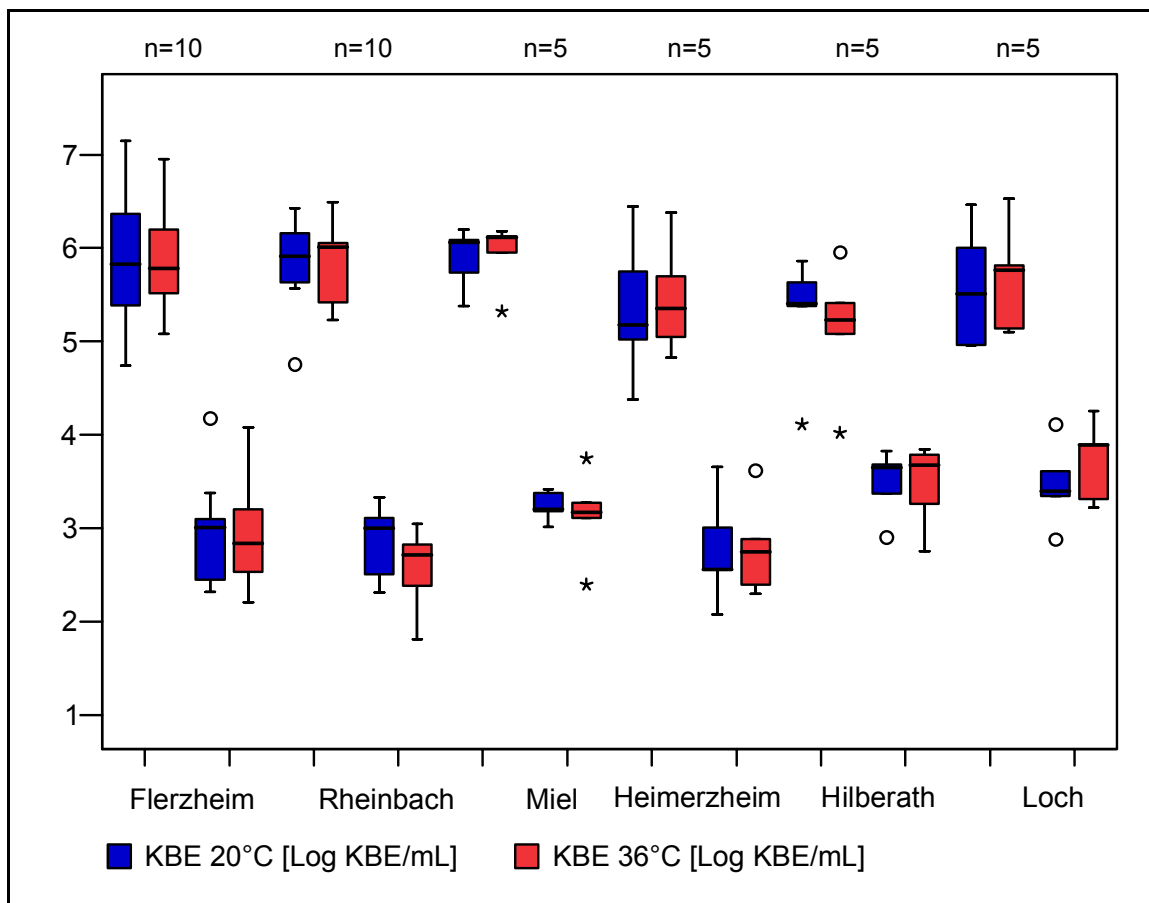 n=10 n=10 n=5 n=5 n=5 n=5
7
6
5
4
3
2
1
Flerzheim Rheinbach Miel Heimerzheim Hilberath Loch
KBE 20°C [Log KBE/mL] KBE 36°C [Log KBE/mL]